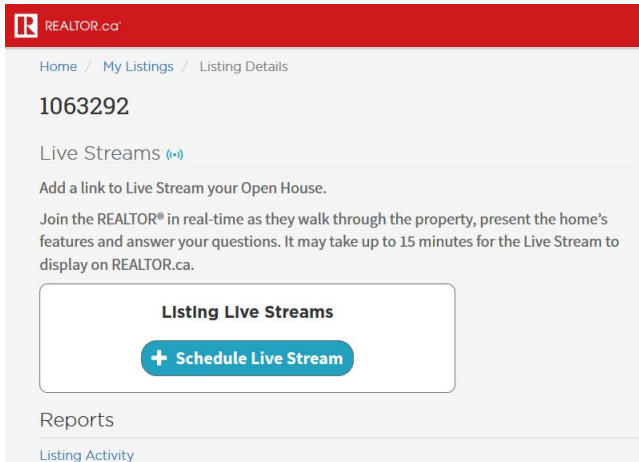 REALTOR.ca
Home / My Listings / Listing Details
1063292
Live Streams
Add a link to Live Stream your Open House.
Join the REALTOR® in real-time as they walk through the property, present the home's
features and answer your questions. It may take up to 15 minutes for the Live Stream to
display on REALTOR.ca.
Listing Live Streams
+ Schedule Live Stream
Reports
Listing Activity